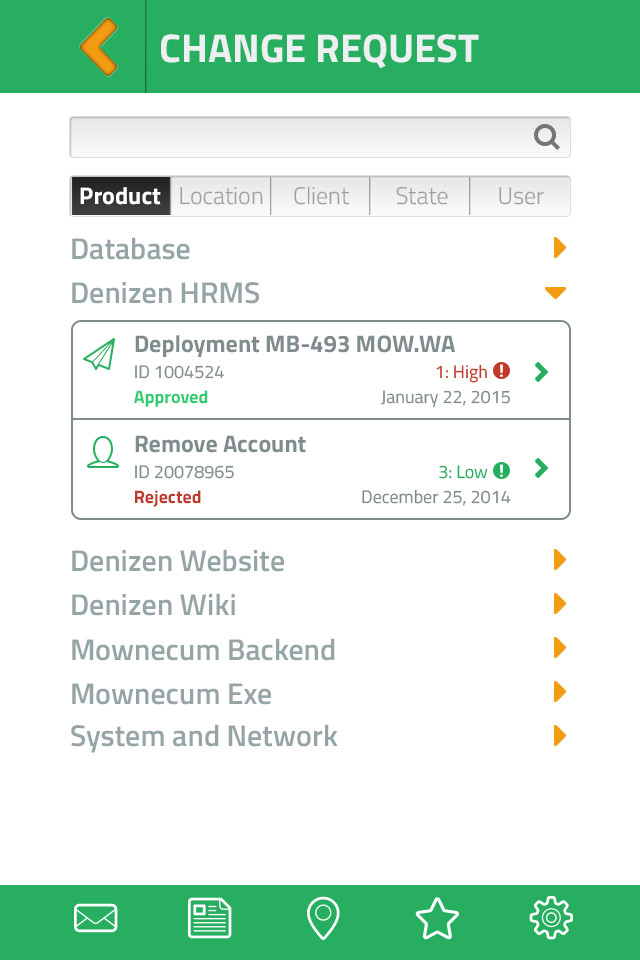 CHANGE REQUEST
Product Location Client State User
Database
Denizen HRMS
Deployment MB-493 MOW.WA
ID 1004524 1: High
Approved January 22, 2015
Remove Account
ID 20078965 3: Low
Rejected December 25, 2014
Denizen Website
Denizen Wiki
Mownecum Backend
Mownecum Exe
System and Network